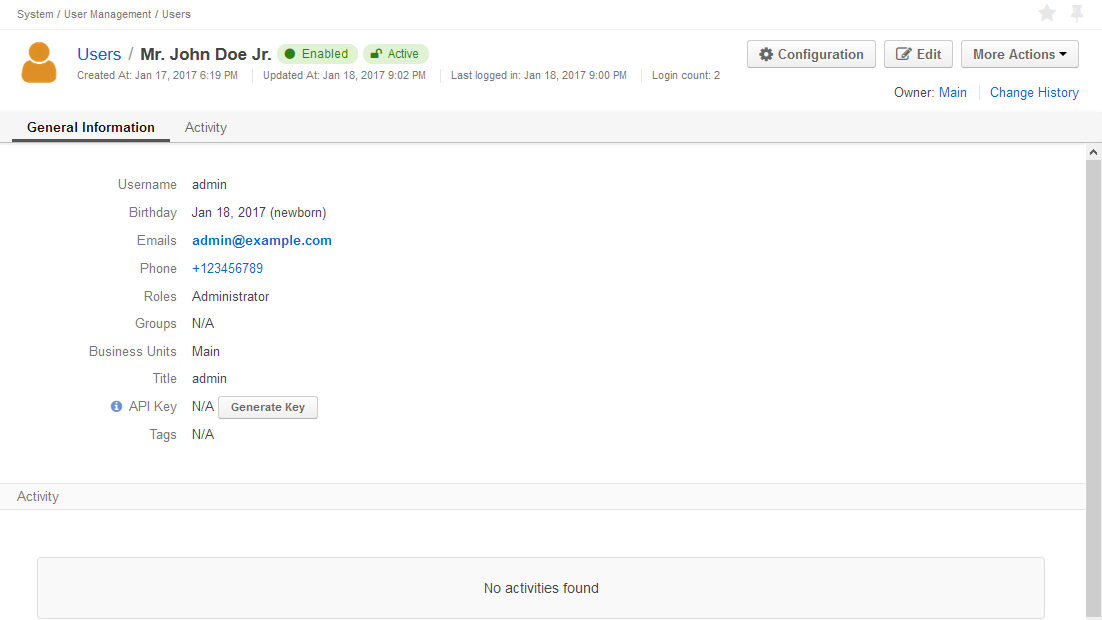 System / User Management / Users
Users / Mr. John Doe Jr. Enabled Active Configuration Edit More Actions
Created At: Jan 17, 2017 6:19 PM Updated At: Jan 18, 2017 9:02 PM Last logged in: Jan 18, 2017 9:00 PM Login count: 2
Owner: Main Change History
General Information Activity
Username admin
Birthday Jan 18, 2017 (newborn)
Emails admin@example.com
Phone +123456789
Roles Administrator
Groups N/A
Business Units Main
Title admin
API Key N/A Generate Key
Tags N/A
Activity
No activities found